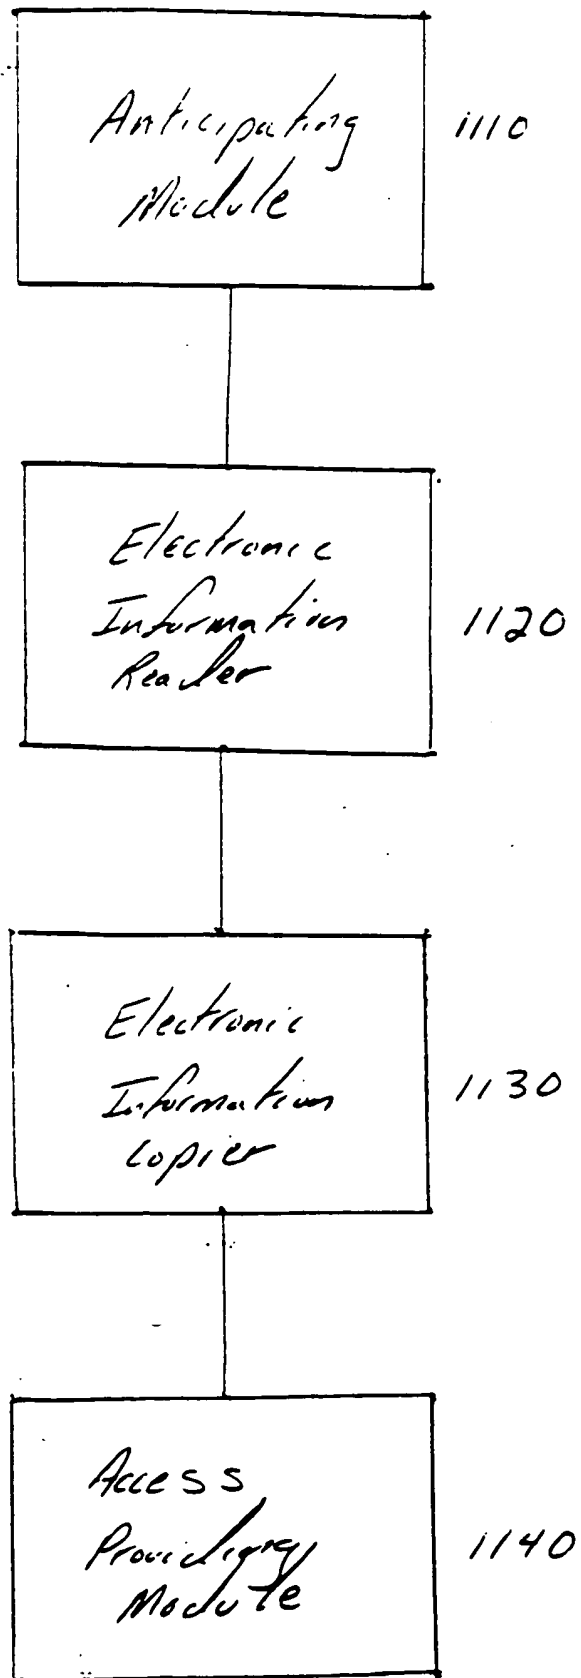 Anticipating
Module
1110
Electronic
Information
Reader
1120
Electronic
Information
Copier
1130
Access
Providing
Module
1140